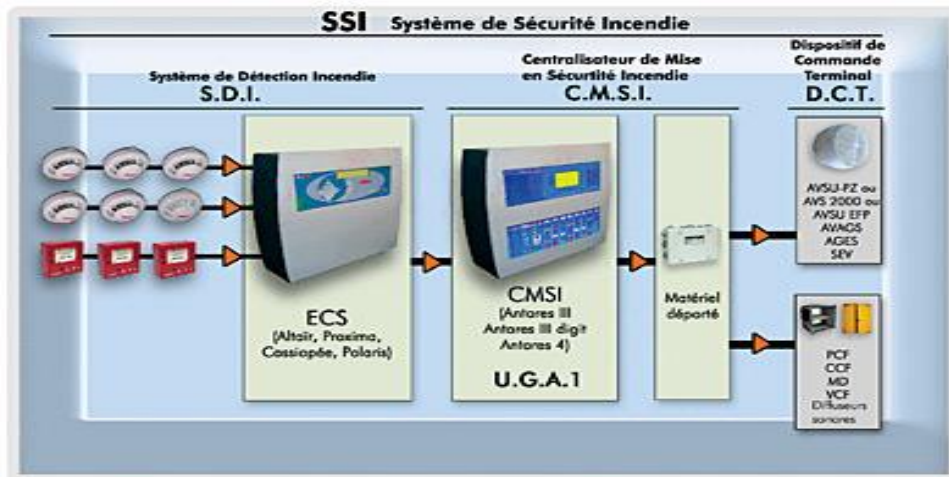 SSI Système de Sécurité Incendie
Système de Détection Incendie
S.D.I.
Centralisateur de Mise
en Sécurtité Incendie
C.M.S.I.
Dispositif de
Commande
Terminal
D.C.T.
ECS
(Altaïr, Proxima,
Cassiopée, Polaris)
CMSI
(Antares III
Antares III digit
Antares 4)
U.G.A.1
Matériel
déporté
AVSU-PZ ou
AVS 2000 ou
AVSU EFP
AVAGS
AGES
SEV
PCF
CCF
MD
VCF
Diffuseurs
sonores